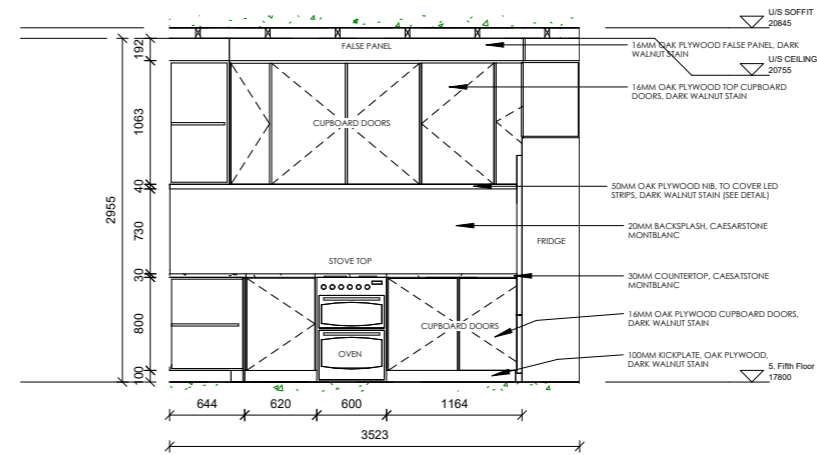 U/S SOFFIT
20845
FALSE PANEL
16MM OAK PLYWOOD FALSE PANEL, DARK
WALNUT STAIN
U/S CEILING
20755
16MM OAK PLYWOOD TOP CUPBOARD
DOORS, DARK WALNUT STAIN
CUPBOARD DOORS
192
1063
40
730
30
800
100
2955
50MM OAK PLYWOOD NIB, TO COVER LED
STRIPS, DARK WALNUT STAIN (SEE DETAIL)
20MM BACKSPLASH, CAESARSTONE
MONTBLANC
FRIDGE
STOVE TOP
30MM COUNTERTOP, CAESATSTONE
MONTBLANC
16MM OAK PLYWOOD CUPBOARD DOORS,
DARK WALNUT STAIN
CUPBOARD DOORS
OVEN
100MM KICKPLATE, OAK PLYWOOD,
DARK WALNUT STAIN
5. Fifth Floor
17800
644
620
600
1164
3523